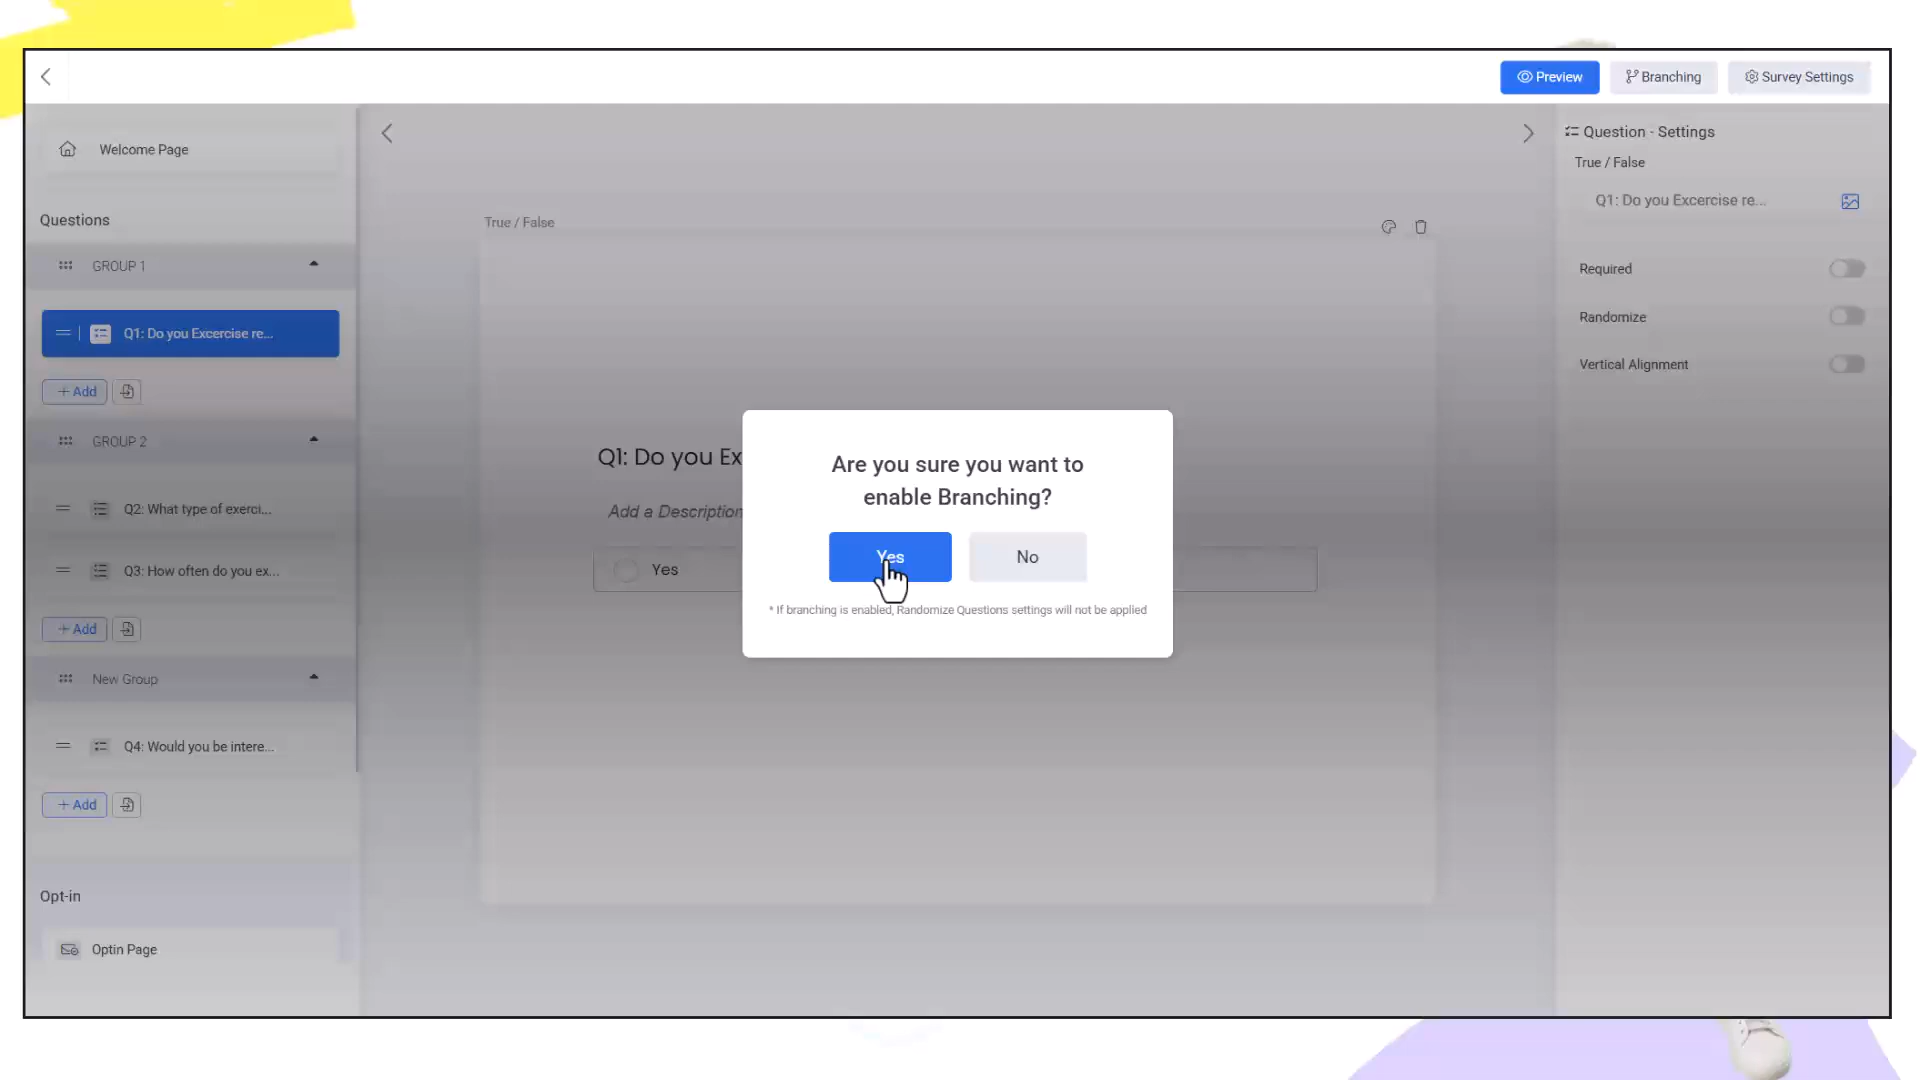 Preview
Branching
Survey Settings
Welcome Page
Questions
GROUP 1
Q1: Do you Excercise re...
+ Add
GROUP 2
Q2: What type of exerci...
Q3: How often do you ex...
+ Add
New Group
Q4: Would you be intere...
+ Add
Opt-in
Optin Page
True / False
Q1: Do you Ex
Add a Description
Yes
Are you sure you want to
enable Branching?
Yes
No
* If branching is enabled, Randomize Questions settings will not be applied
Question - Settings
True / False
Q1: Do you Excercise re...
Required
Randomize
Vertical Alignment